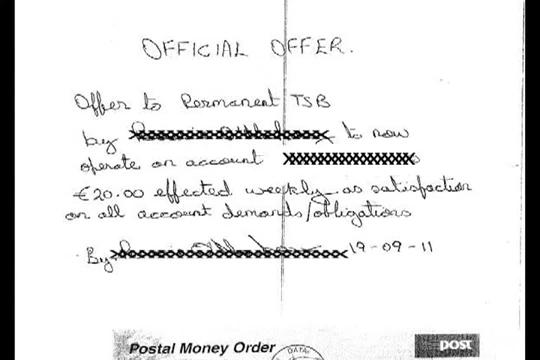 OFFICIAL OFFER.
Offer to Permanent TSB
by to now
operate on account
€20.00 effected weekly as satisfaction
on all account demands/obligations
By 19-09-11
Postal Money Order
DATA
post